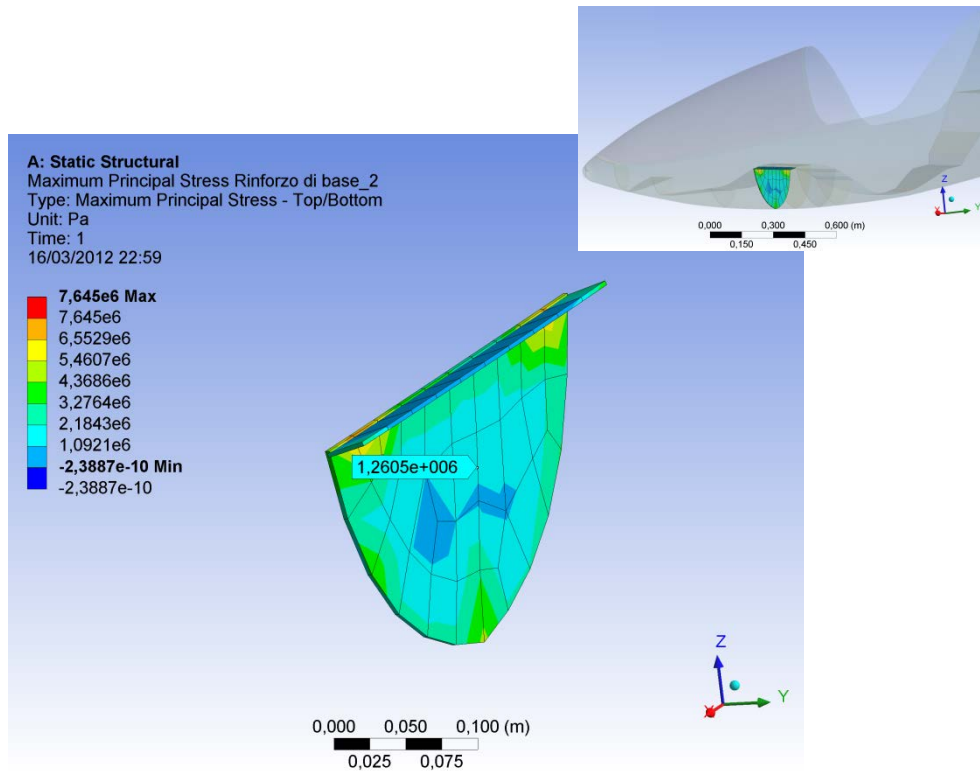 0,000 0,300 0,600 (m)
0,150 0,450
Z
Y
X
A: Static Structural
Maximum Principal Stress Rinforzo di base_2
Type: Maximum Principal Stress - Top/Bottom
Unit: Pa
Time: 1
16/03/2012 22:59
7,645e6 Max
7,645e6
6,5529e6
5,4607e6
4,3686e6
3,2764e6
2,1843e6
1,0921e6
-2,3887e-10 Min
-2,3887e-10
1,2605e+006
Z
Y
X
0,000 0,050 0,100 (m)
0,025 0,075